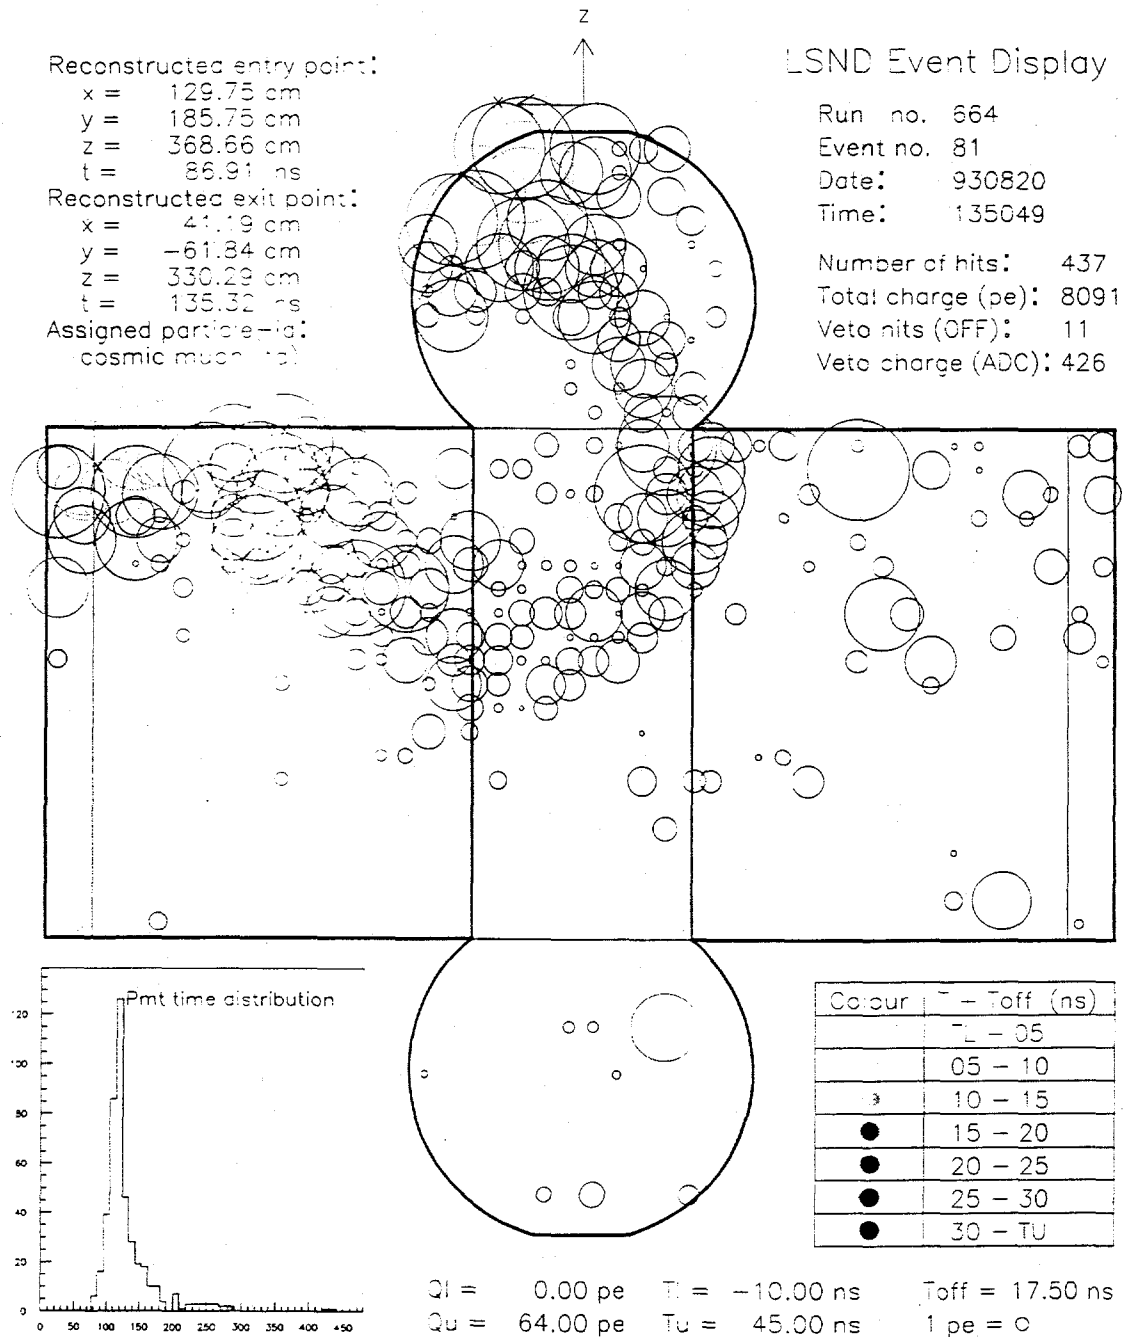 Z
LSND Event Display
Reconstructed entry point:
x = 129.75 cm
y = 185.75 cm
z = 368.66 cm
t = 86.91 ns
Reconstructed exit point:
x = 41.19 cm
y = -61.84 cm
z = 330.29 cm
t = 135.32 ns
Assigned particle-id:
cosmic muon
Run no. 664
Event no. 81
Date: 930820
Time: 135049
Number of hits: 437
Total charge (pe): 8091
Veto hits (OFF): 11
Veto charge (ADC): 426
Pmt time distribution
120
100
80
60
40
20
0
0 50 100 150 200 250 300 350 400 450
Colour T - Toff (ns)
TL - 05
05 - 10
10 - 15
15 - 20
20 - 25
25 - 30
30 - TU
Ql = 0.00 pe Tl = -10.00 ns Toff = 17.50 ns
Qu = 64.00 pe Tu = 45.00 ns 1 pe =